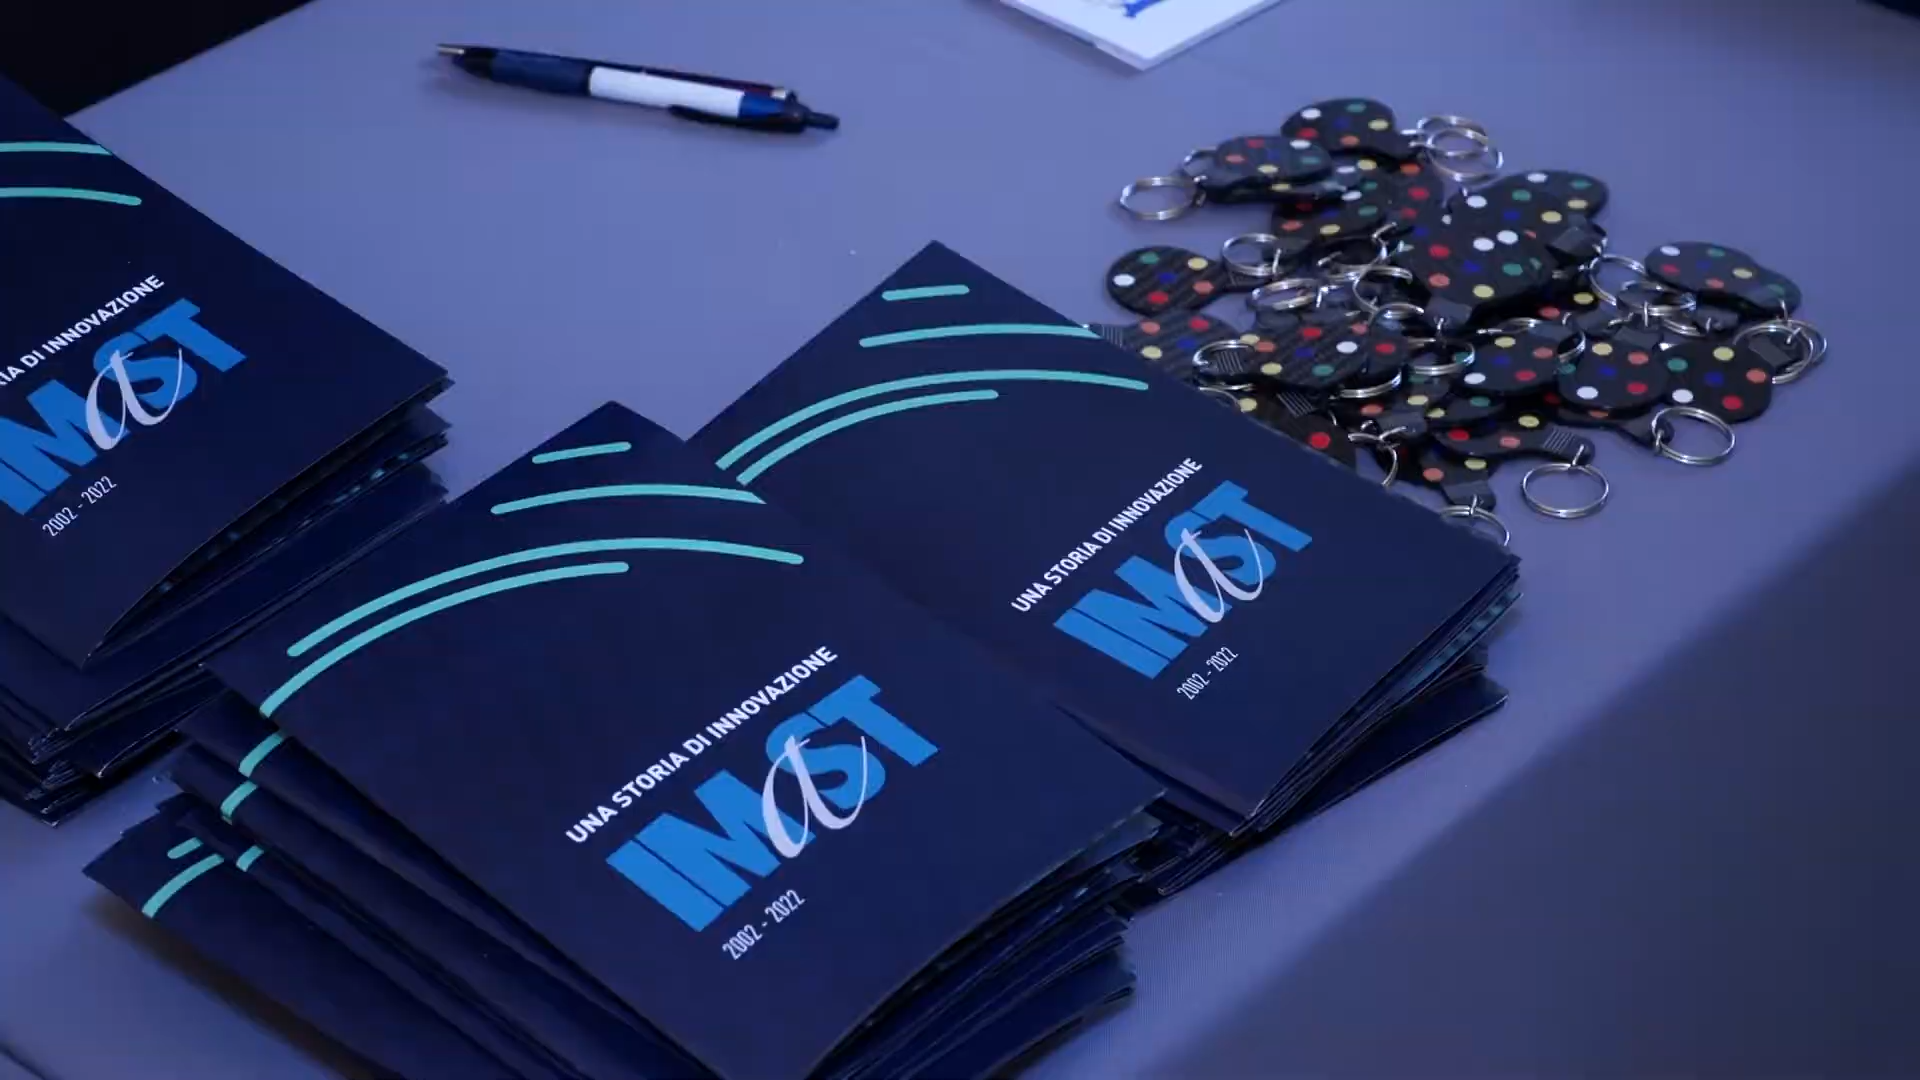 RIA DI INNOVAZIONE
IMaST
2002 - 2022
UNA STORIA DI INNOVAZIONE
IMaST
2002 - 2022
UNA STORIA DI INNOVAZIONE
IMaST
2002 - 2022